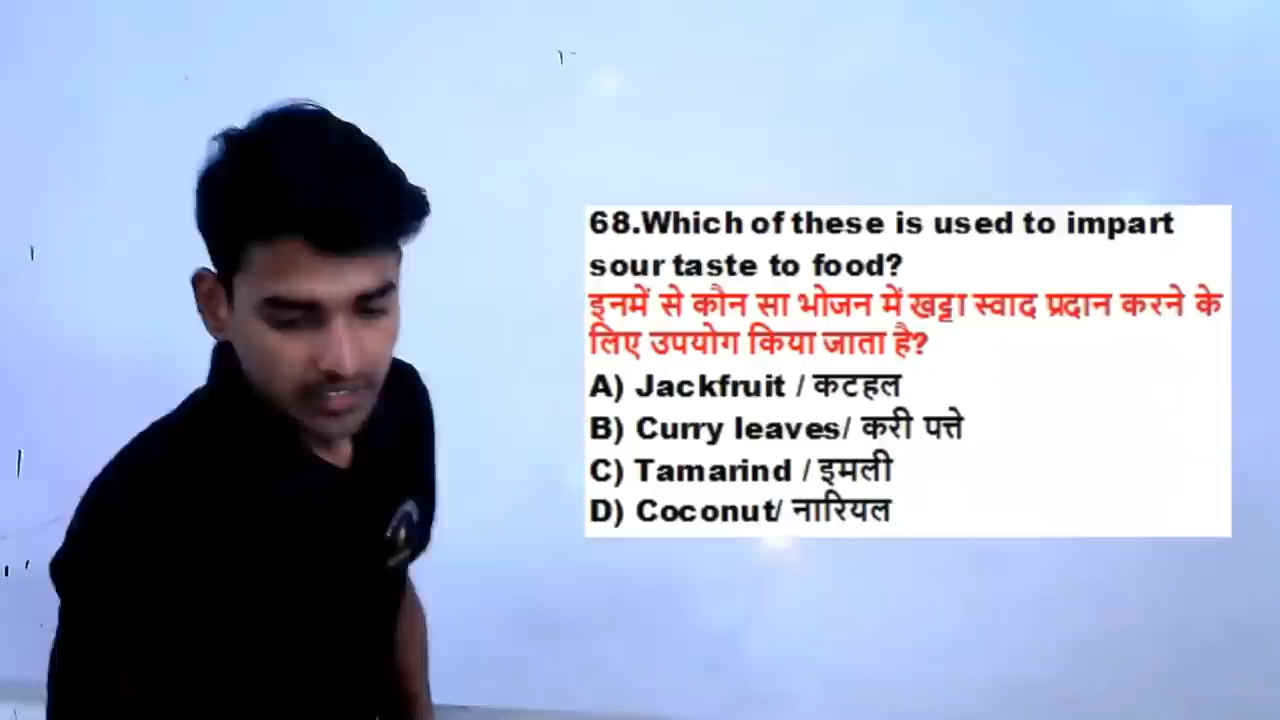 68.Which of these is used to impart
sour taste to food?
इनमें से कौन सा भोजन में खट्टा स्वाद प्रदान करने के
लिए उपयोग किया जाता है?
A) Jackfruit / कटहल
B) Curry leaves/ करी पत्ते
C) Tamarind / इमली
D) Coconut/ नारियल